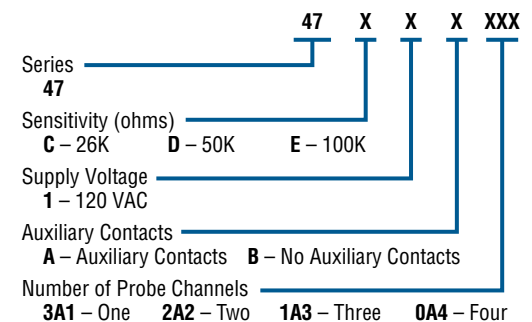 47 X X X XXX
Series
47
Sensitivity (ohms)
C – 26K D – 50K E – 100K
Supply Voltage
1 – 120 VAC
Auxiliary Contacts
A – Auxiliary Contacts B – No Auxiliary Contacts
Number of Probe Channels
3A1 – One 2A2 – Two 1A3 – Three 0A4 – Four